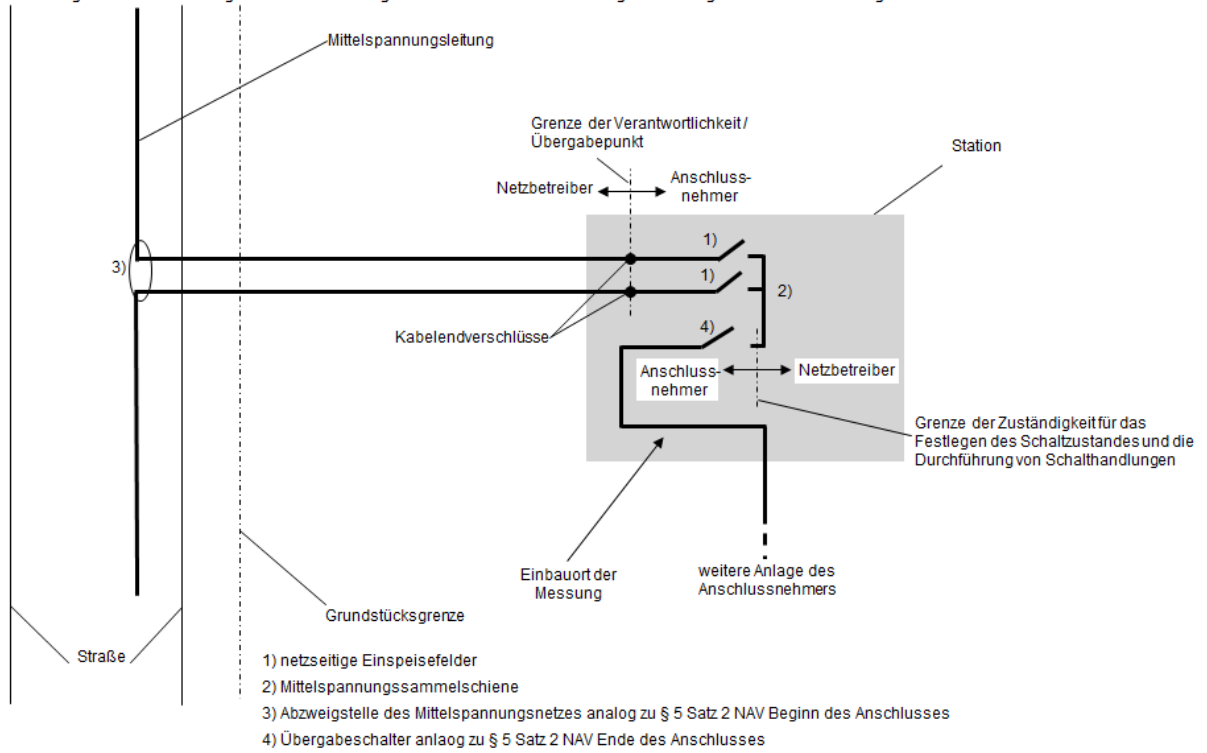 Mittelspannungsleitung
Grenze der Verantwortlichkeit /
Übergabepunkt
Station
Netzbetreiber
Anschluss-
nehmer
1)
3)
1)
2)
Kabelendverschlüsse
4)
Anschluss-
nehmer
Netzbetreiber
Grenze der Zuständigkeit für das
Festlegen des Schaltzustandes und die
Durchführung von Schalthandlungen
Einbauort der
Messung
weitere Anlage des
Anschlussnehmers
Grundstücksgrenze
Straße
1) netzseitige Einspeisefelder
2) Mittelspannungssammelschiene
3) Abzweigstelle des Mittelspannungsnetzes analog zu § 5 Satz 2 NAV Beginn des Anschlusses
4) Übergabeschalter anlaog zu § 5 Satz 2 NAV Ende des Anschlusses